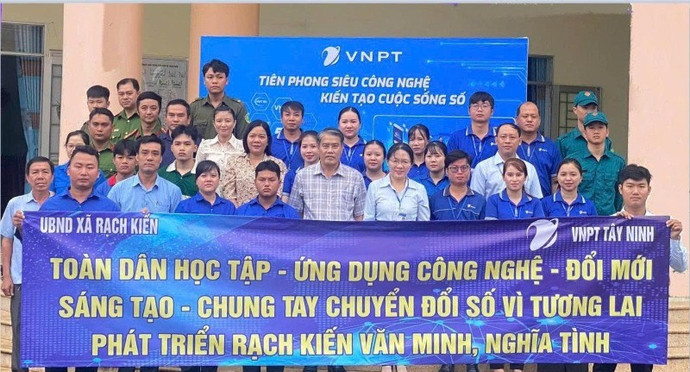 VNPT
TIÊN PHONG SIÊU CÔNG NGHỆ
KIẾN TẠO CUỘC SỐNG SỐ
UBND XÃ RẠCH KIẾN
VNPT TÂY NINH
TOÀN DÂN HỌC TẬP - ỨNG DỤNG CÔNG NGHỆ - ĐỔI MỚI
SÁNG TẠO - CHUNG TAY CHUYỂN ĐỔI SỐ VÌ TƯƠNG LAI
PHÁT TRIỂN RẠCH KIẾN VĂN MINH, NGHĨA TÌNH